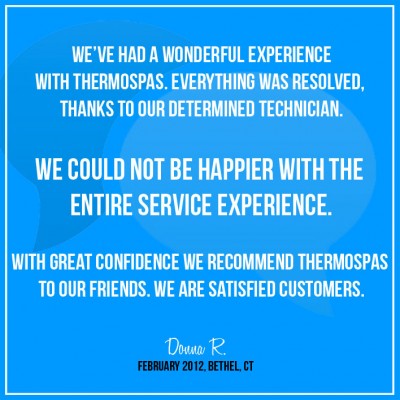 WE'VE HAD A WONDERFUL EXPERIENCE
WITH THERMOSPAS. EVERYTHING WAS RESOLVED,
THANKS TO OUR DETERMINED TECHNICIAN.
WE COULD NOT BE HAPPIER WITH THE
ENTIRE SERVICE EXPERIENCE.
WITH GREAT CONFIDENCE WE RECOMMEND THERMOSPAS
TO OUR FRIENDS. WE ARE SATISFIED CUSTOMERS.
Donna R.
FEBRUARY 2012, BETHEL, CT